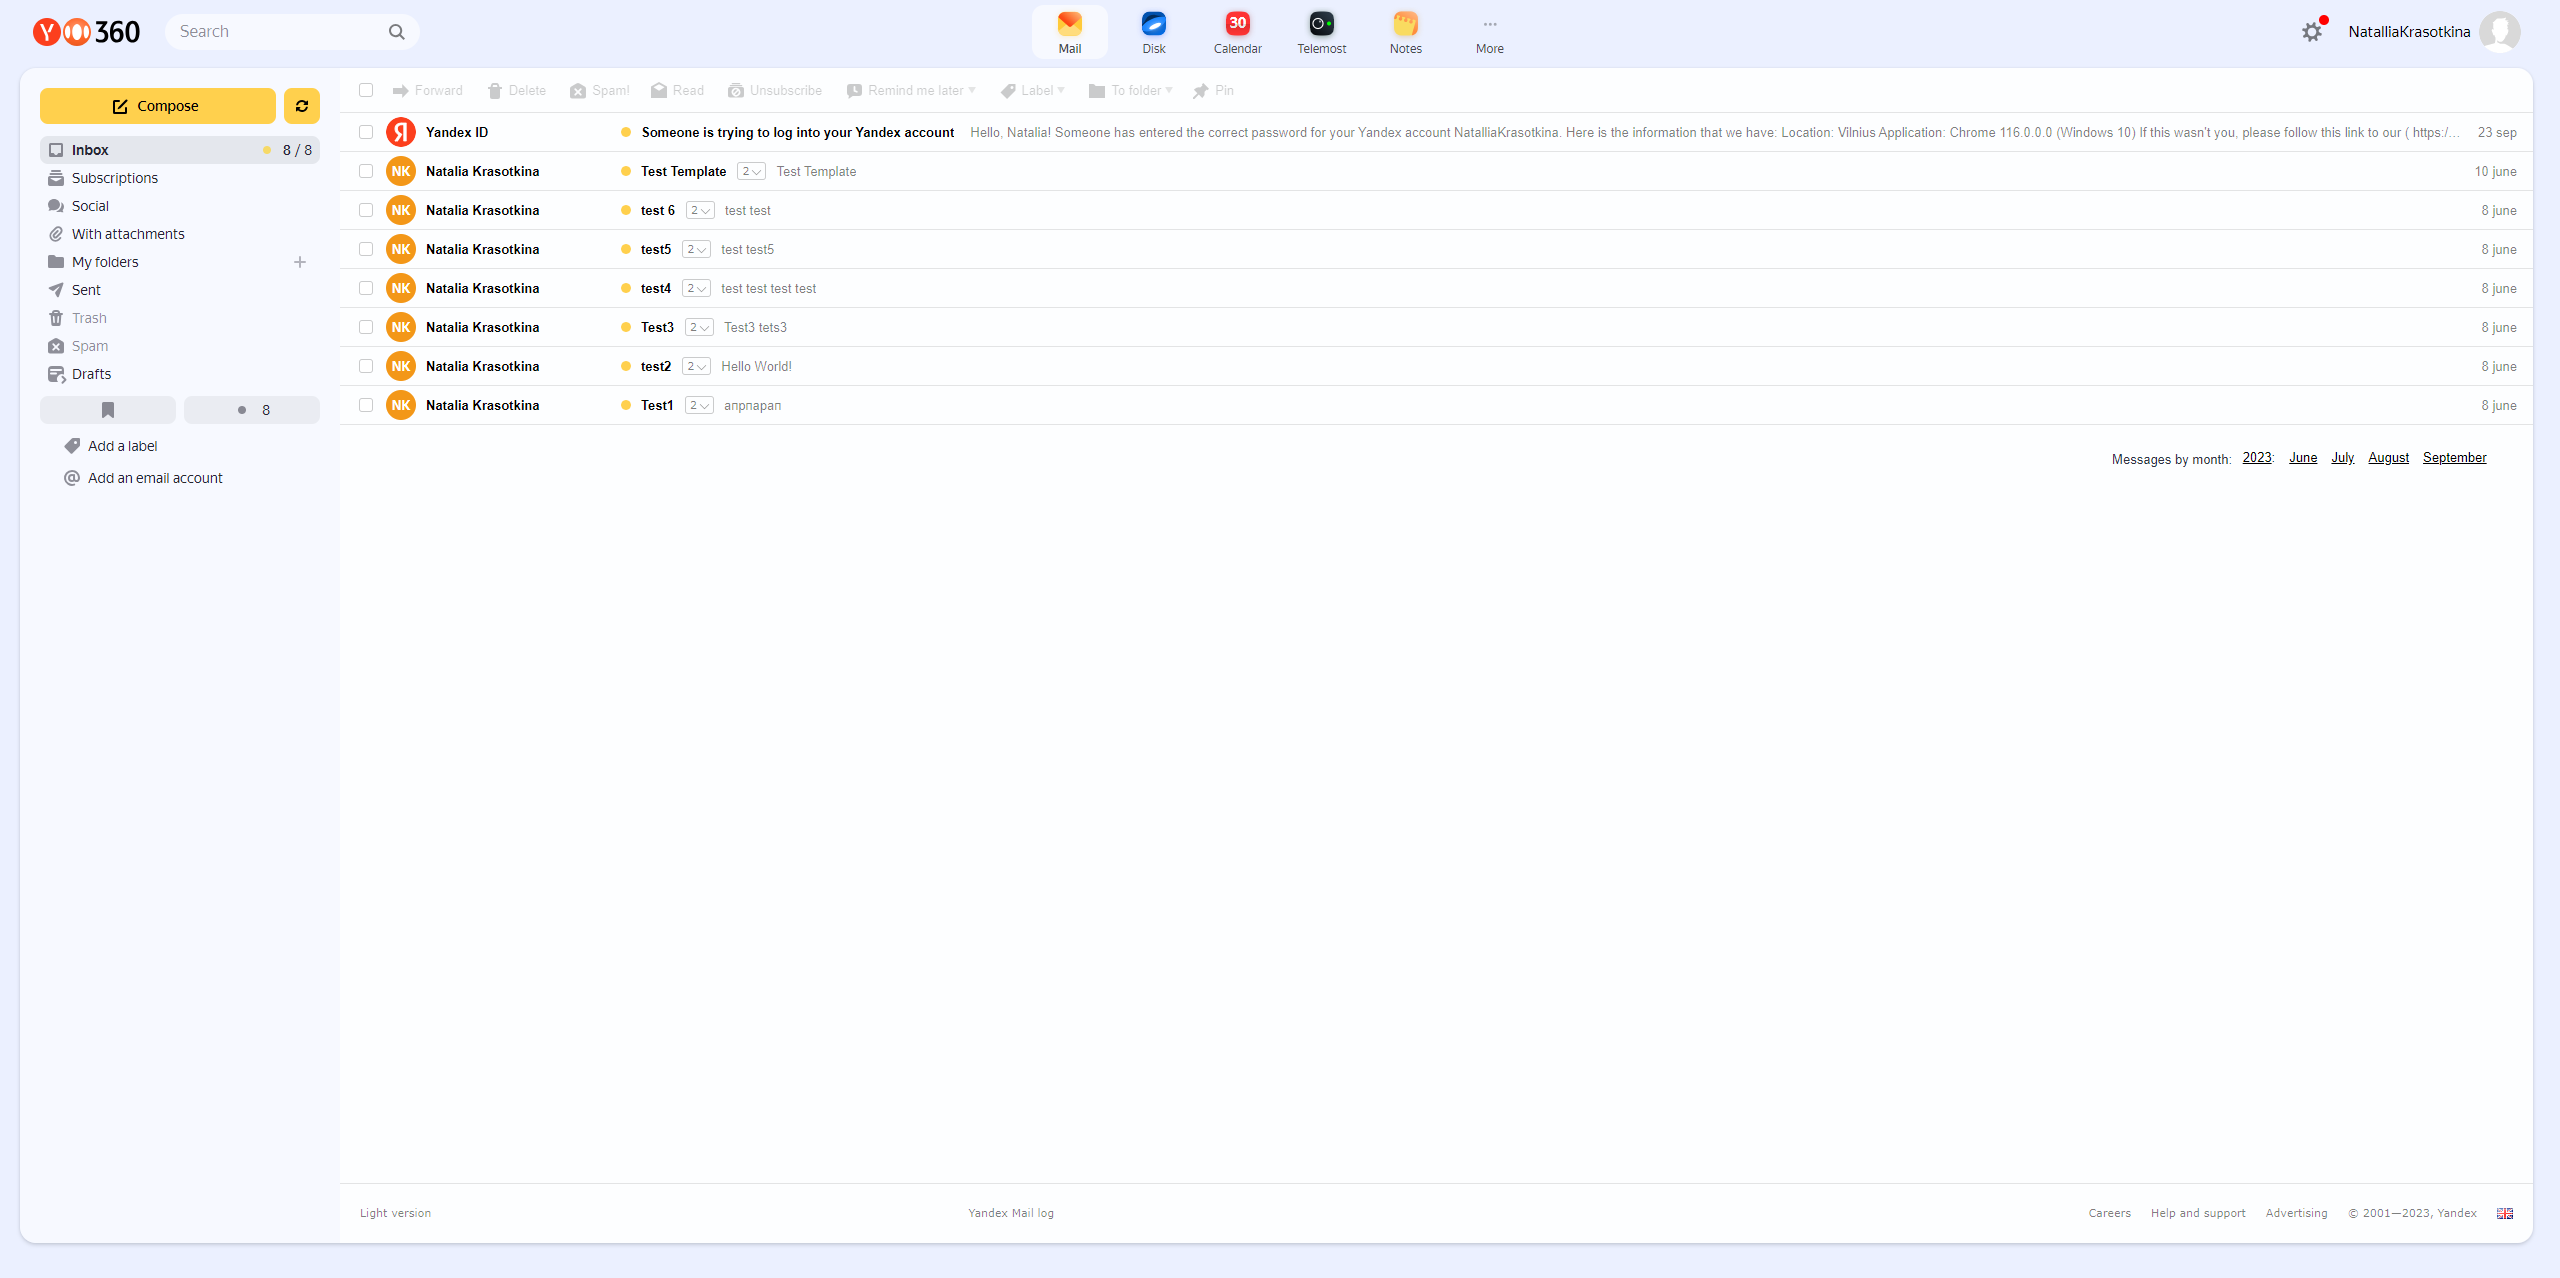 360
Search
Mail
Disk
30
Calendar
Telemost
Notes
More
NatalliaKrasotkina
Compose
Inbox 8 / 8
Subscriptions
Social
With attachments
My folders
Sent
Trash
Spam
Drafts
8
Add a label
Add an email account
Forward Delete Spam! Read Unsubscribe Remind me later Label To folder Pin
Я Yandex ID Someone is trying to log into your Yandex account Hello, Natalia! Someone has entered the correct password for your Yandex account NatalliaKrasotkina. Here is the information that we have: Location: Vilnius Application: Chrome 116.0.0.0 (Windows 10) If this wasn't you, please follow this link to our ( https:/... 23 sep
NK Natalia Krasotkina Test Template 2 Test Template 10 june
NK Natalia Krasotkina test 6 2 test test 8 june
NK Natalia Krasotkina test5 2 test test5 8 june
NK Natalia Krasotkina test4 2 test test test test 8 june
NK Natalia Krasotkina Test3 2 Test3 tets3 8 june
NK Natalia Krasotkina test2 2 Hello World! 8 june
NK Natalia Krasotkina Test1 2 апрпарап 8 june
Messages by month: 2023: June July August September
Light version Yandex Mail log Careers Help and support Advertising © 2001—2023, Yandex